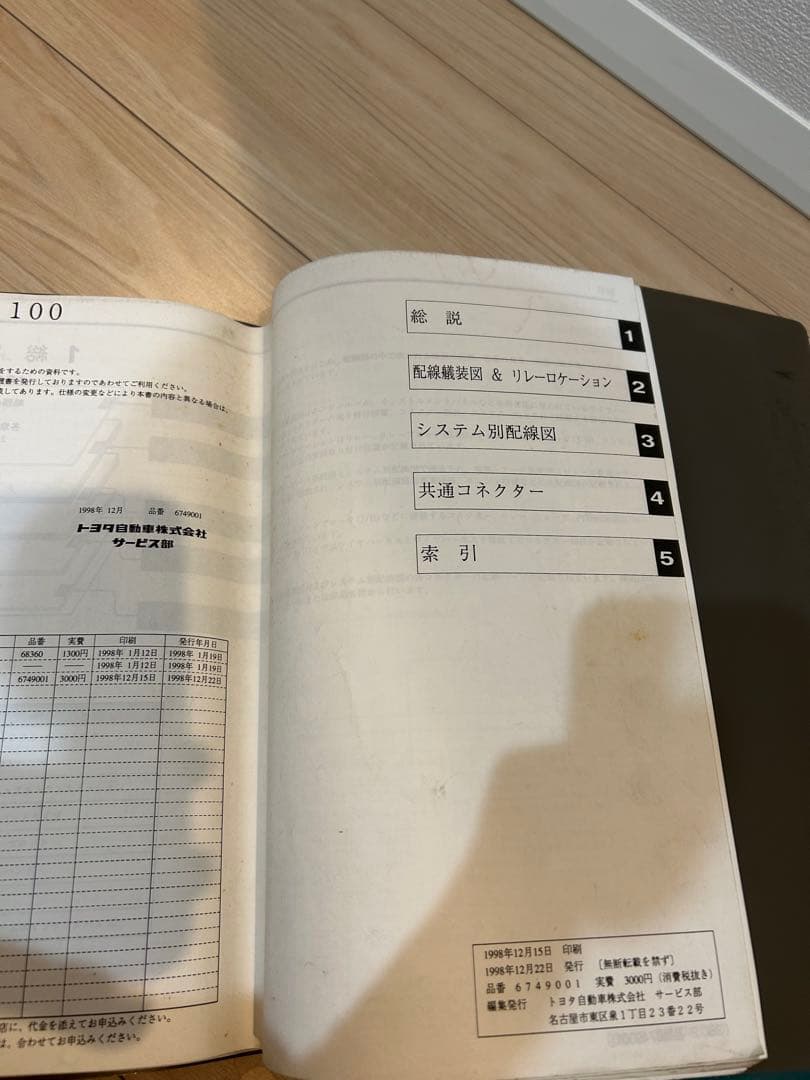 100
をするための資料です。
書を発行しておりますのであわせてご利用ください。
してあります。仕様の変更などにより本書の内容と異なる場合は、
1998年 12月 品番 6749001
トヨタ自動車株式会社
サービス部
品番 実費 印刷 発行年月日
68360 1300円 1998年 1月12日 1998年 1月19日
—— —— 1998年 1月12日 1998年 1月19日
6749001 3000円 1998年12月15日 1998年12月22日
店に、代金を添えてお申込みください。
は、合わせてお申込みください。
総説 1
配線艤装図 & リレーロケーション 2
システム別配線図 3
共通コネクター 4
索引 5
1998年12月15日 印刷
1998年12月22日 発行 〔無断転載を禁ず〕
品番 6749001 実費 3000円(消費税抜き)
編集発行 トヨタ自動車株式会社 サービス部
名古屋市東区泉1丁目23番22号